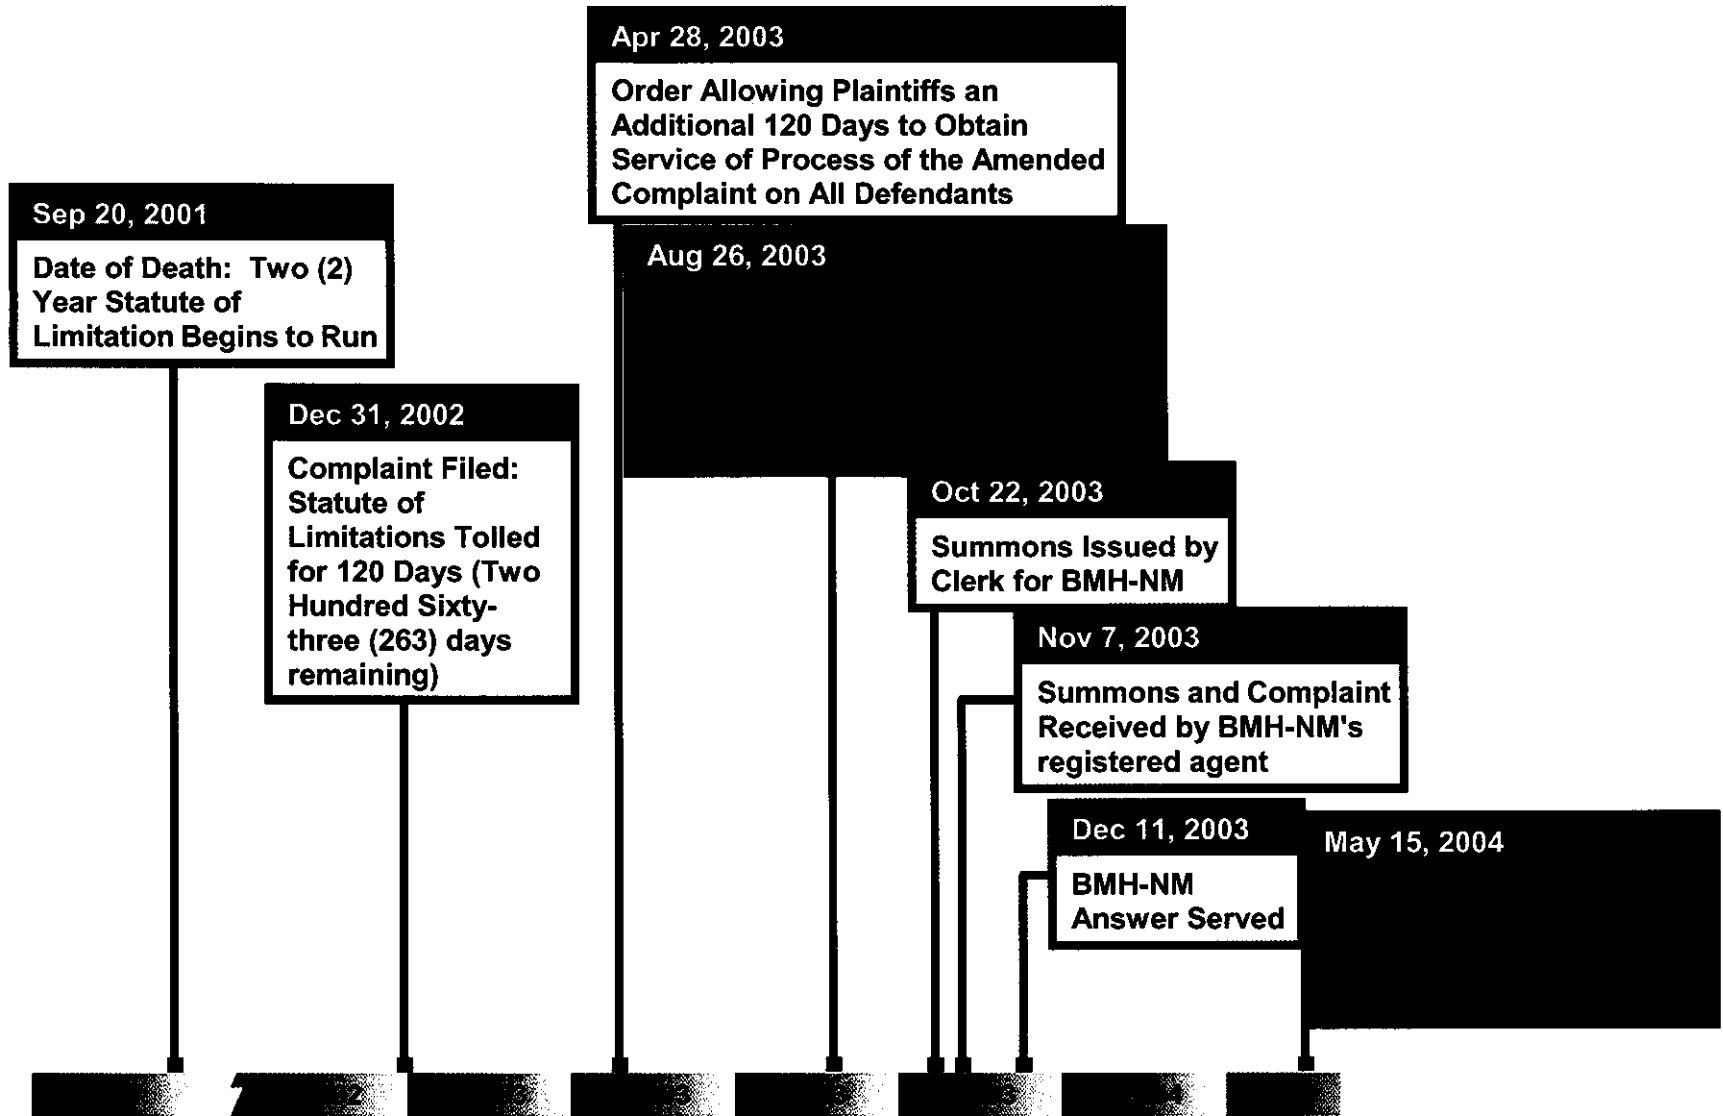 Apr 28, 2003
Order Allowing Plaintiffs an
Additional 120 Days to Obtain
Service of Process of the Amended
Complaint on All Defendants
Sep 20, 2001
Date of Death: Two (2)
Year Statute of
Limitation Begins to Run
Aug 26, 2003
Dec 31, 2002
Complaint Filed:
Statute of
Limitations Tolled
for 120 Days (Two
Hundred Sixty-
three (263) days
remaining)
Oct 22, 2003
Summons Issued by
Clerk for BMH-NM
Nov 7, 2003
Summons and Complaint
Received by BMH-NM's
registered agent
Dec 11, 2003
BMH-NM
Answer Served
May 15, 2004